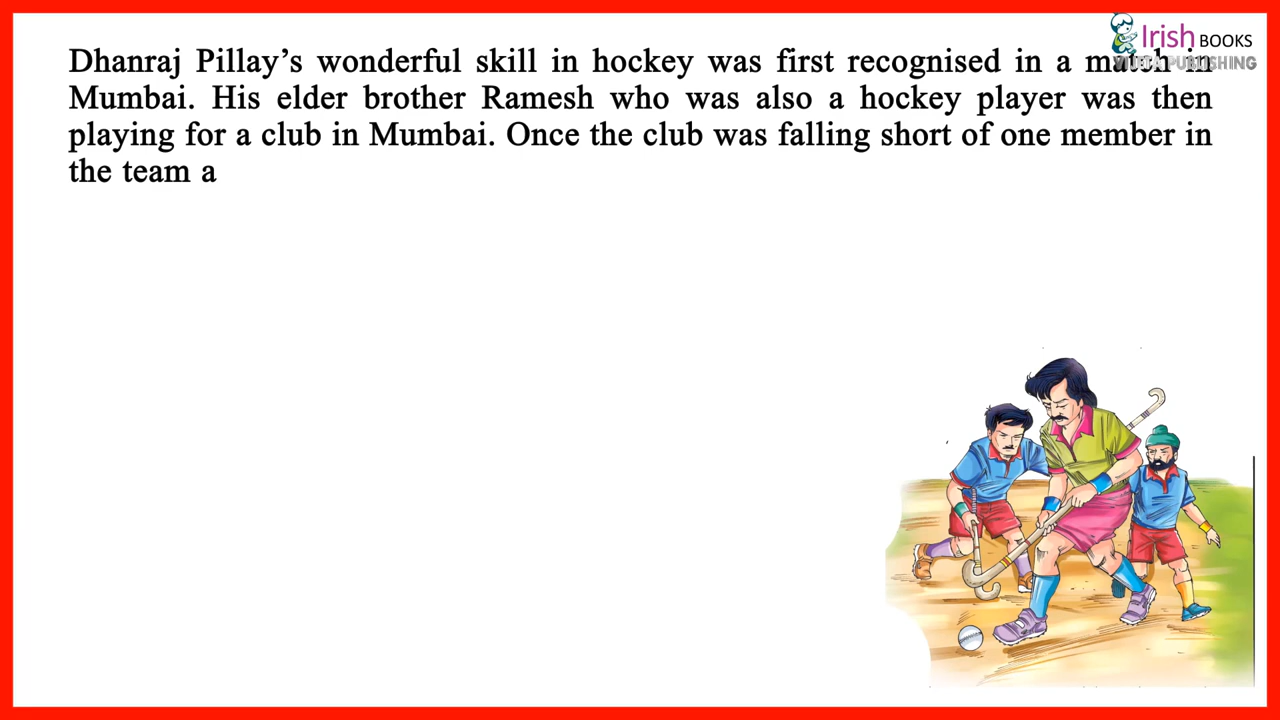 Irish BOOKS
VIJETA PUBLISHING
Dhanraj Pillay's wonderful skill in hockey was first recognised in a match in
Mumbai. His elder brother Ramesh who was also a hockey player was then
playing for a club in Mumbai. Once the club was falling short of one member in
the team a